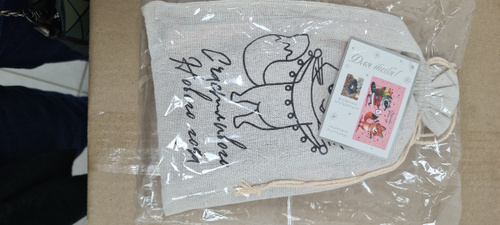 Счастливого
Нового года
Для тебя!